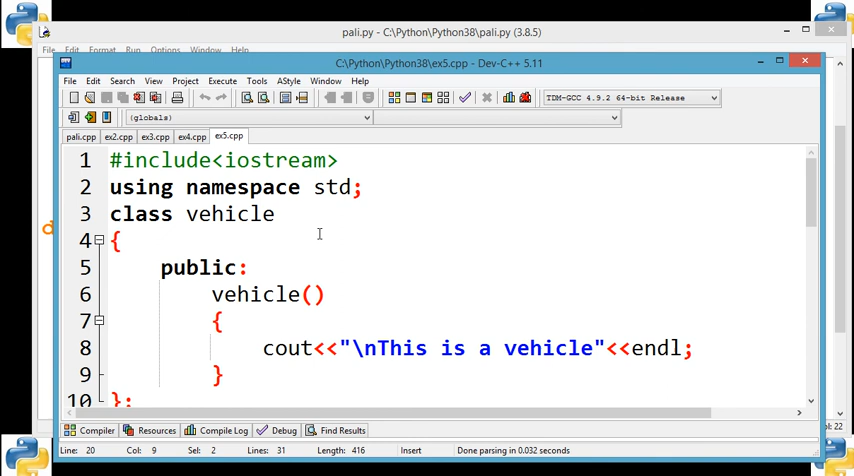 pali.py - C:\Python\Python38\pali.py (3.8.5)
File Edit Format Run Options Window Help
C:\Python\Python38\ex5.cpp - Dev-C++ 5.11
File Edit Search View Project Execute Tools AStyle Window Help
TDM-GCC 4.9.2 64-bit Release
(globals)
pali.cpp ex2.cpp ex3.cpp ex4.cpp ex5.cpp
1 #include<iostream>
2 using namespace std;
3 class vehicle
4 {
5 public:
6 vehicle()
7 {
8 cout<<"\nThis is a vehicle"<<endl;
9 }
10 };
Compiler Resources Compile Log Debug Find Results
Line: 20 Col: 9 Sel: 2 Lines: 31 Length: 416 Insert Done parsing in 0.032 seconds
Col: 22